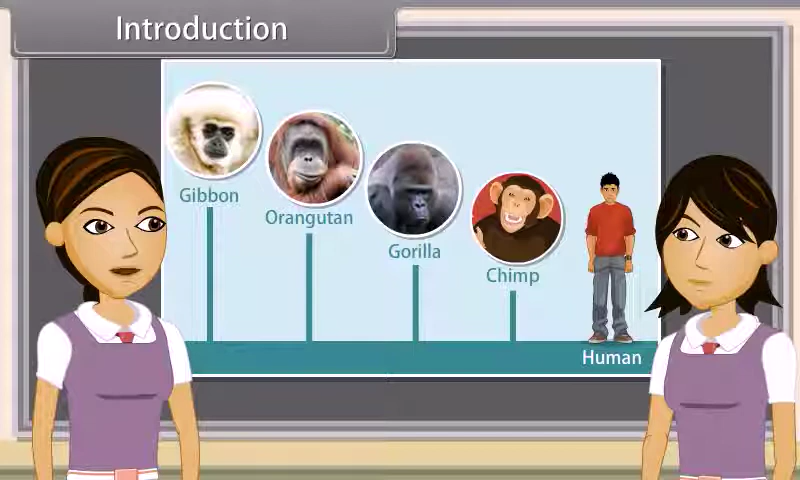 Introduction
Gibbon
Orangutan
Gorilla
Chimp
Human